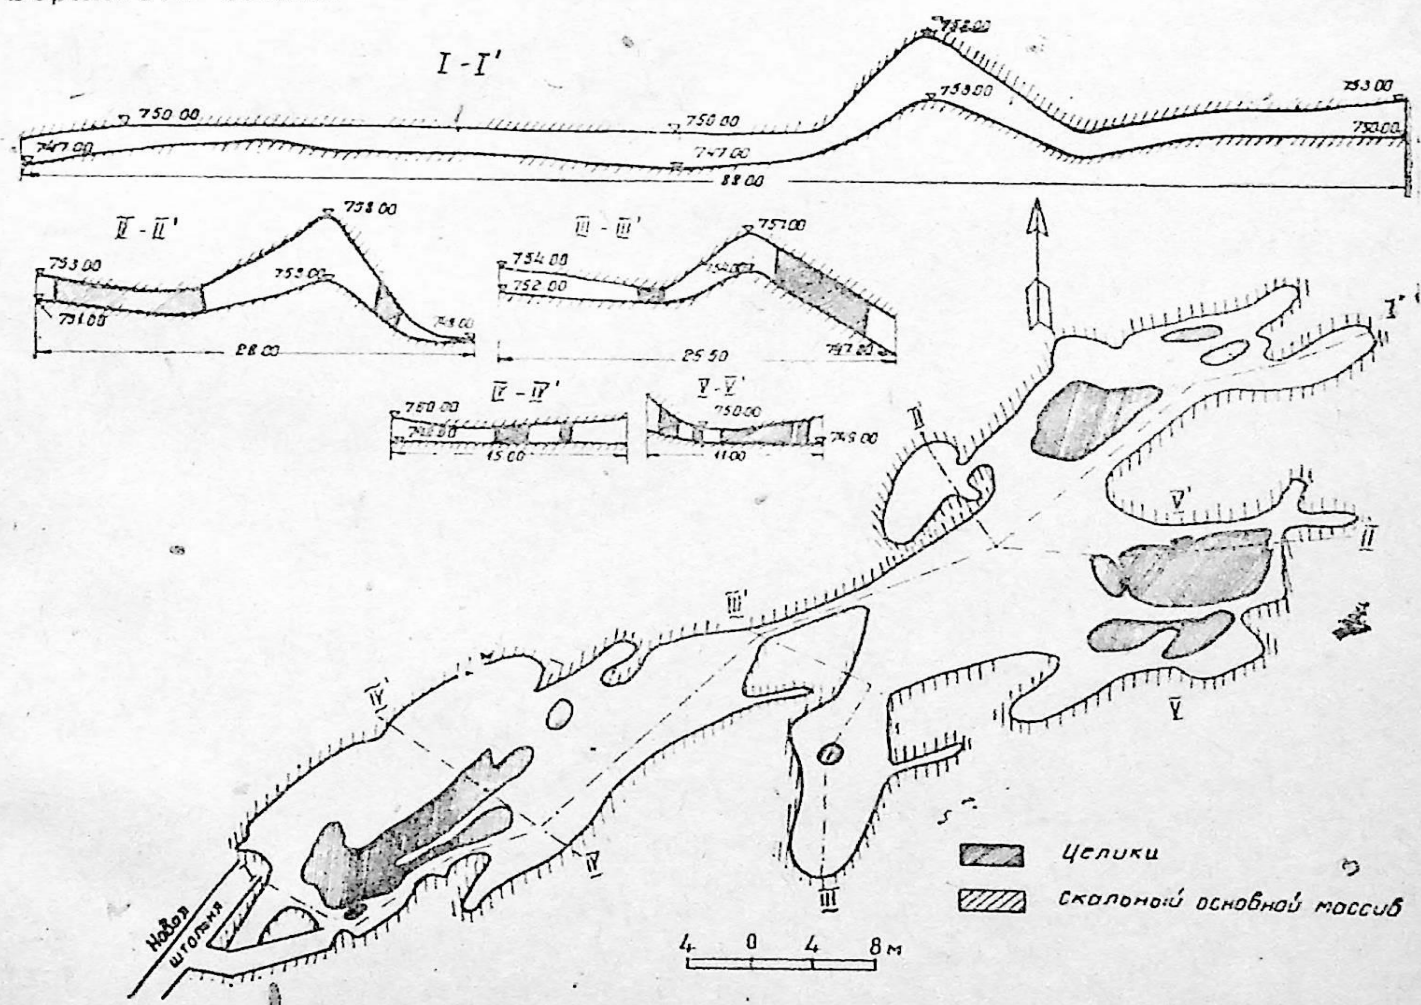 I - I'
750.00
747.00
750.00
747.00
753.00
753.00
750.00
88.00
II - II'
758.00
753.00
751.00
28.00
III - III'
754.00
752.00
757.00
747.00
25.50
IV - IV'
15.00
V - V'
750.00
11.00
I'
II'
V'
II
III'
IV'
V
IV
III
Новая
штольня
Целики
Скальный основной массив
4 0 4 8 м